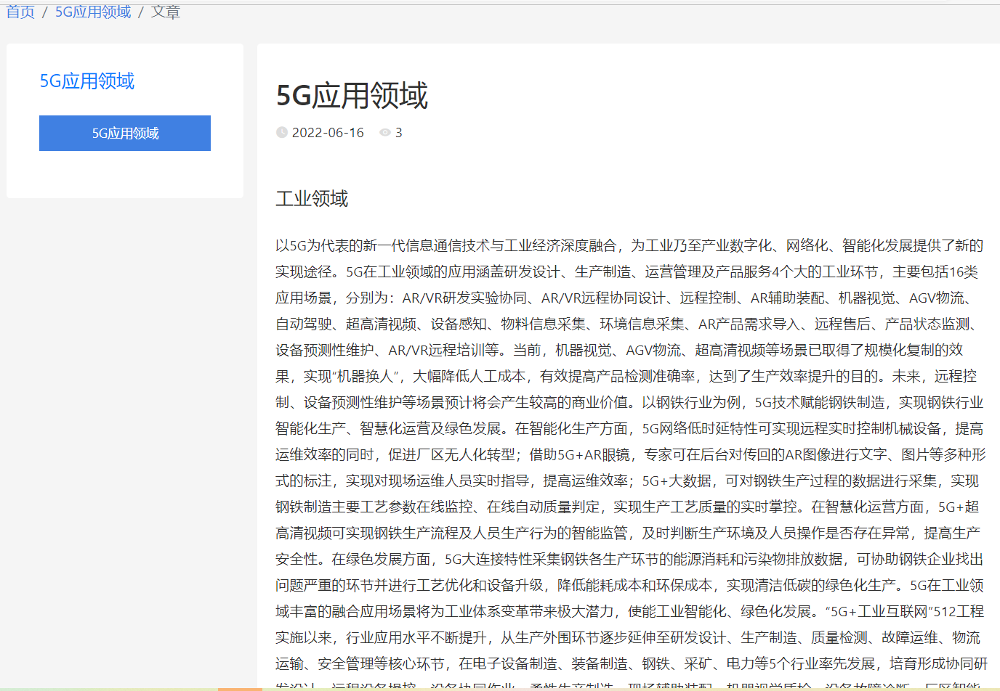 首页 / 5G应用领域 / 文章
5G应用领域
5G应用领域
5G应用领域
2022-06-16 3
工业领域
以5G为代表的新一代信息通信技术与工业经济深度融合，为工业乃至产业数字化、网络化、智能化发展提供了新的
实现途径。5G在工业领域的应用涵盖研发设计、生产制造、运营管理及产品服务4个大的工业环节，主要包括16类
应用场景，分别为：AR/VR研发实验协同、AR/VR远程协同设计、远程控制、AR辅助装配、机器视觉、AGV物流、
自动驾驶、超高清视频、设备感知、物料信息采集、环境信息采集、AR产品需求导入、远程售后、产品状态监测、
设备预测性维护、AR/VR远程培训等。当前，机器视觉、AGV物流、超高清视频等场景已取得了规模化复制的效
果，实现“机器换人”，大幅降低人工成本，有效提高产品检测准确率，达到了生产效率提升的目的。未来，远程控
制、设备预测性维护等场景预计将会产生较高的商业价值。以钢铁行业为例，5G技术赋能钢铁制造，实现钢铁行业
智能化生产、智慧化运营及绿色发展。在智能化生产方面，5G网络低时延特性可实现远程实时控制机械设备，提高
运维效率的同时，促进厂区无人化转型；借助5G+AR眼镜，专家可在后台对传回的AR图像进行文字、图片等多种形
式的标注，实现对现场运维人员实时指导，提高运维效率；5G+大数据，可对钢铁生产过程的数据进行采集，实现
钢铁制造主要工艺参数在线监控、在线自动质量判定，实现生产工艺质量的实时掌控。在智慧化运营方面，5G+超
高清视频可实现钢铁生产流程及人员生产行为的智能监管，及时判断生产环境及人员操作是否存在异常，提高生产
安全性。在绿色发展方面，5G大连接特性采集钢铁各生产环节的能源消耗和污染物排放数据，可协助钢铁企业找出
问题严重的环节并进行工艺优化和设备升级，降低能耗成本和环保成本，实现清洁低碳的绿色化生产。5G在工业领
域丰富的融合应用场景将为工业体系变革带来极大潜力，使能工业智能化、绿色化发展。“5G+工业互联网”512工程
实施以来，行业应用水平不断提升，从生产外围环节逐步延伸至研发设计、生产制造、质量检测、故障运维、物流
运输、安全管理等核心环节，在电子设备制造、装备制造、钢铁、采矿、电力等5个行业率先发展，培育形成协同研
发设计、远程设备操控、设备协同作业、柔性生产制造、现场辅助装配、机器视觉质检、设备故障诊断、厂区智能